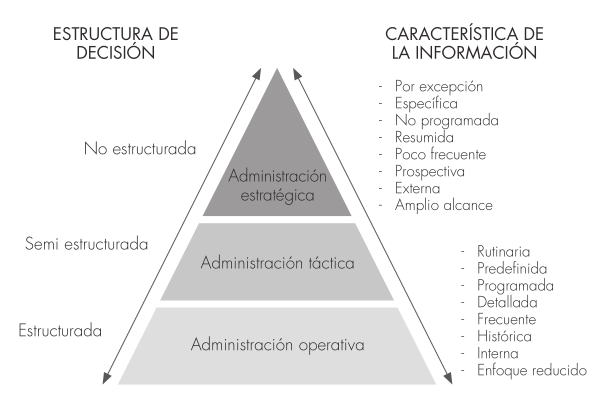 ESTRUCTURA DE
DECISIÓN
CARACTERÍSTICA DE
LA INFORMACIÓN
- Por excepción
- Específica
- No programada
- Resumida
- Poco frecuente
- Prospectiva
- Externa
- Amplio alcance
No estructurada
Administración
estratégica
Semi estructurada
Administración táctica
Estructurada
Administración operativa
- Rutinaria
- Predefinida
- Programada
- Detallada
- Frecuente
- Histórica
- Interna
- Enfoque reducido